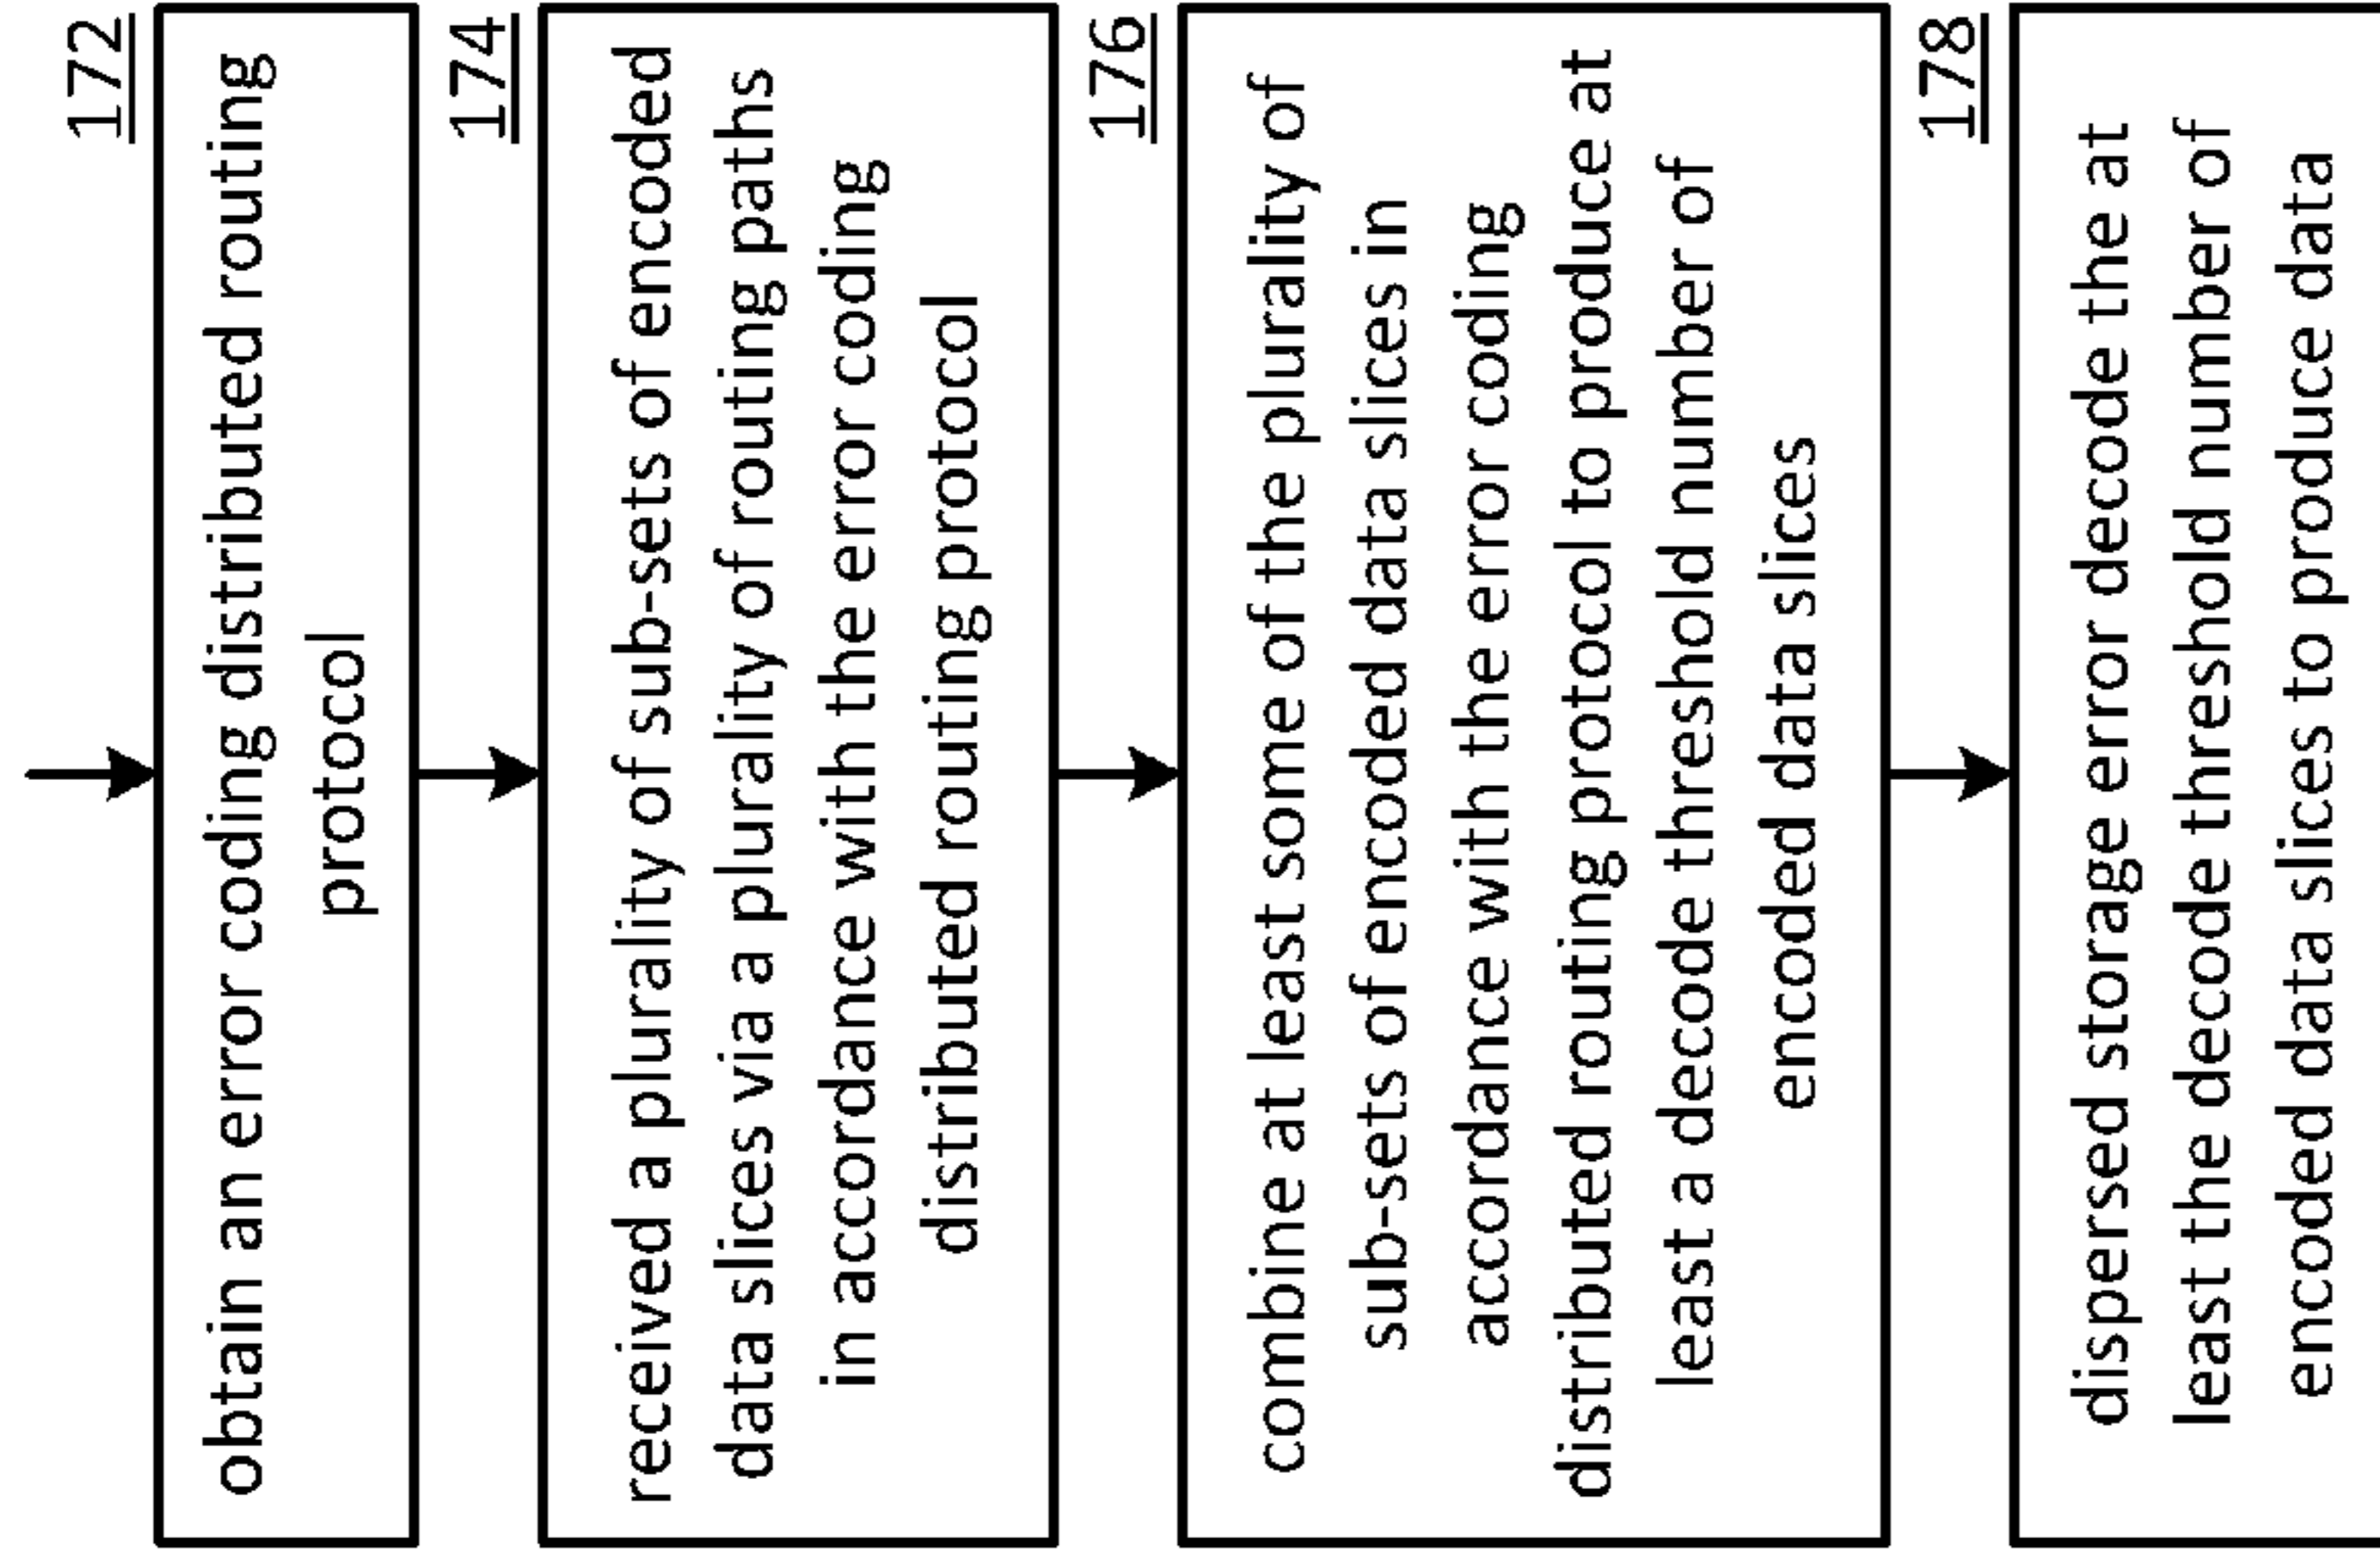 172
obtain an error coding distributed routing
protocol
174
received a plurality of sub-sets of encoded
data slices via a plurality of routing paths
in accordance with the error coding
distributed routing protocol
176
combine at least some of the plurality of
sub-sets of encoded data slices in
accordance with the error coding
distributed routing protocol to produce at
least a decode threshold number of
encoded data slices
178
dispersed storage error decode the at
least the decode threshold number of
encoded data slices to produce data